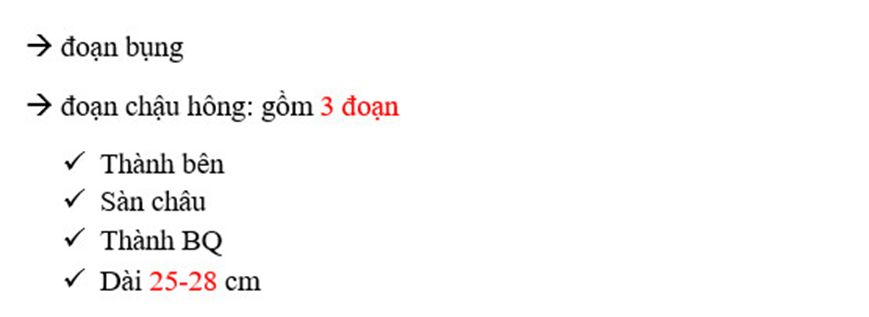 → đoạn bụng
→ đoạn chậu hông: gồm 3 đoạn
✓ Thành bên
✓ Sàn châu
✓ Thành BQ
✓ Dài 25-28 cm